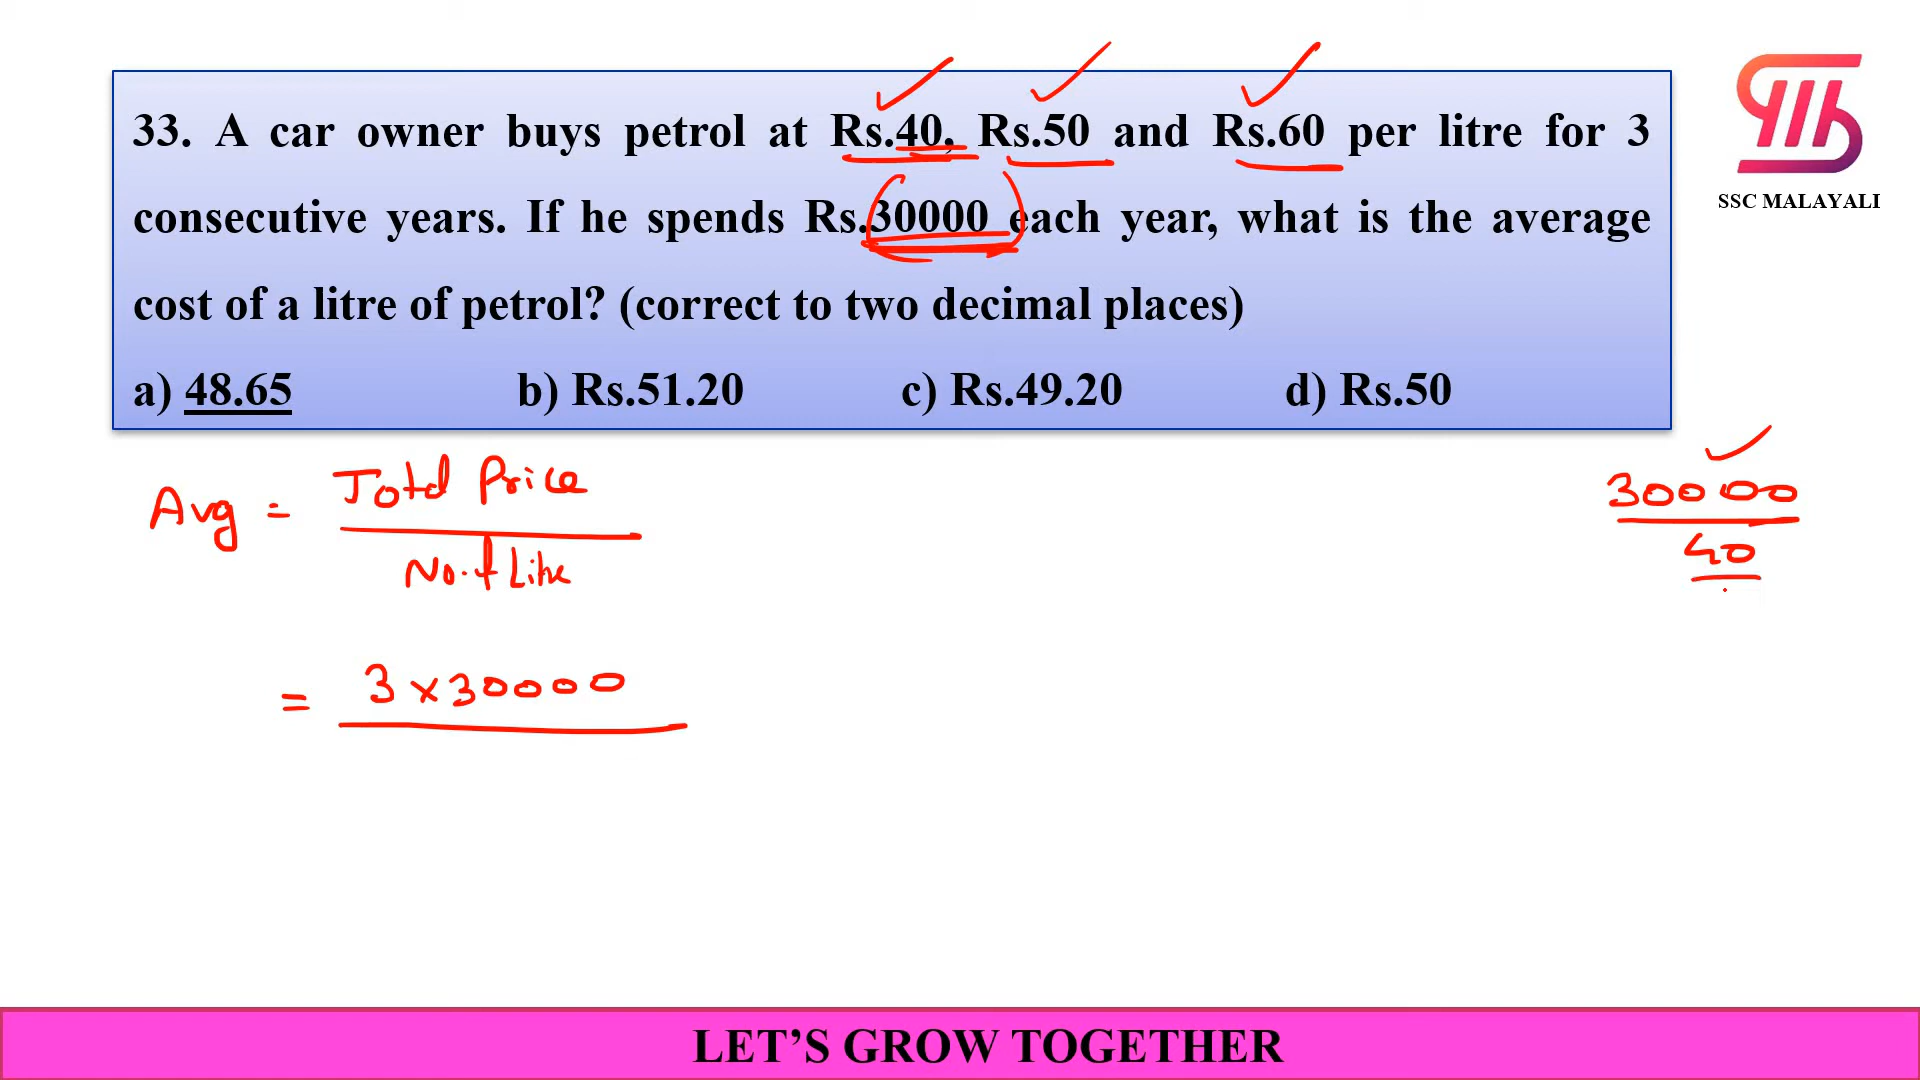 33. A car owner buys petrol at Rs.40, Rs.50 and Rs.60 per litre for 3
consecutive years. If he spends Rs.30000 each year, what is the average
cost of a litre of petrol? (correct to two decimal places)
a) 48.65 b) Rs.51.20 c) Rs.49.20 d) Rs.50
SSC MALAYALI
Avg = Total Price
No. of Litre
= 3 × 30000
30000
40
LET’S GROW TOGETHER